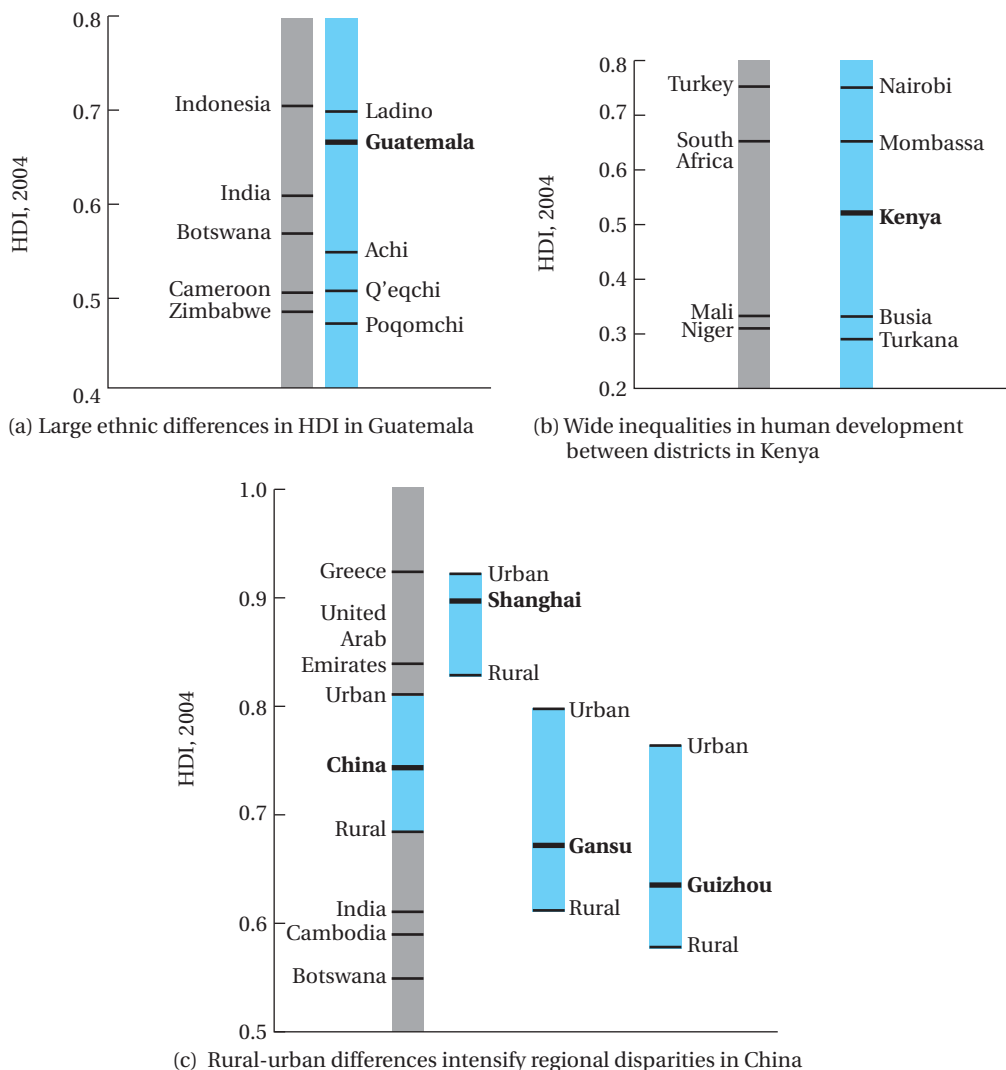 0.8
0.7
0.6
0.5
0.4
HDI, 2004
Indonesia
India
Botswana
Cameroon
Zimbabwe
Ladino
Guatemala
Achi
Q’eqchi
Poqomchi
(a) Large ethnic differences in HDI in Guatemala
0.8
0.7
0.6
0.5
0.4
0.3
0.2
HDI, 2004
Turkey
South
Africa
Mali
Niger
Nairobi
Mombassa
Kenya
Busia
Turkana
(b) Wide inequalities in human development
between districts in Kenya
1.0
0.9
0.8
0.7
0.6
0.5
HDI, 2004
Greece
United
Arab
Emirates
Urban
China
Rural
India
Cambodia
Botswana
Urban
Shanghai
Rural
Urban
Gansu
Rural
Urban
Guizhou
Rural
(c) Rural-urban differences intensify regional disparities in China